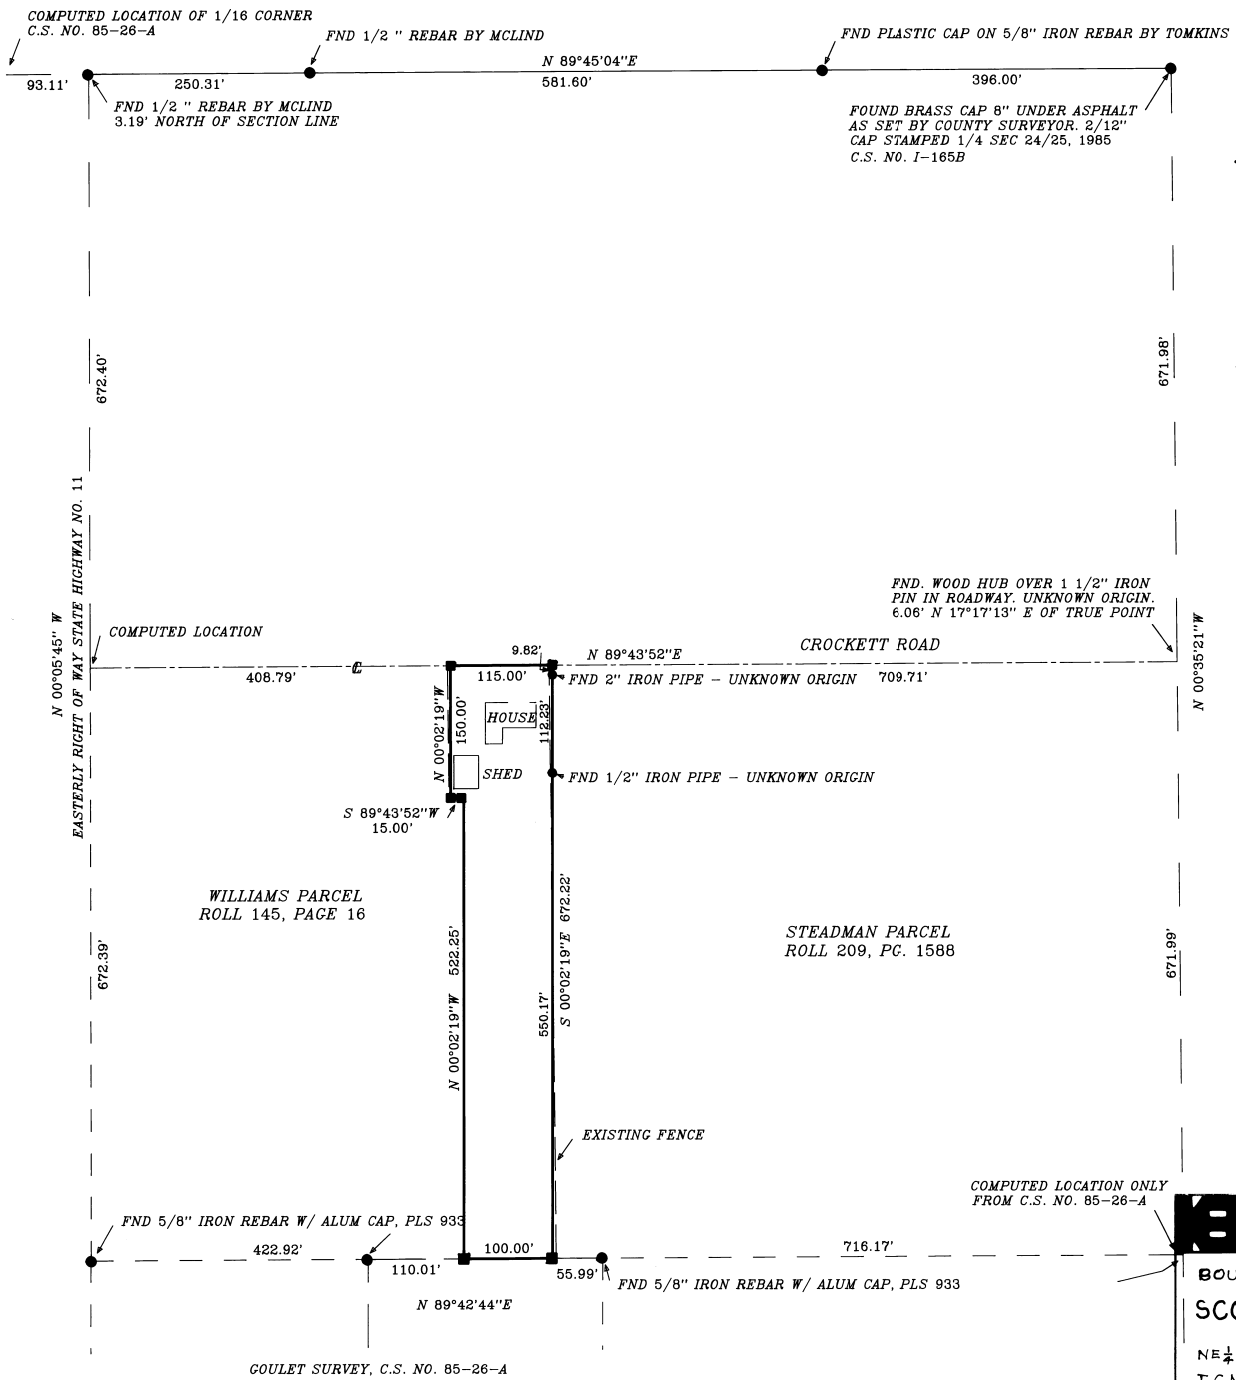 COMPUTED LOCATION OF 1/16 CORNER
C.S. NO. 85-26-A
FND 1/2 " REBAR BY MCLIND
FND PLASTIC CAP ON 5/8" IRON REBAR BY TOMKINS
N 89°45'04"E
93.11'
250.31'
581.60'
396.00'
FND 1/2 " REBAR BY MCLIND
3.19' NORTH OF SECTION LINE
FOUND BRASS CAP 8" UNDER ASPHALT
AS SET BY COUNTY SURVEYOR. 2/12"
CAP STAMPED 1/4 SEC 24/25, 1985
C.S. NO. I-165B
672.40'
671.98'
EASTERLY RIGHT OF WAY STATE HIGHWAY NO. 11
N 00°05'45" W
FND. WOOD HUB OVER 1 1/2" IRON
PIN IN ROADWAY. UNKNOWN ORIGIN.
6.06' N 17°17'13" E OF TRUE POINT
N 00°35'21"W
COMPUTED LOCATION
CROCKETT ROAD
9.82'
N 89°43'52"E
℄
408.79'
115.00'
FND 2" IRON PIPE - UNKNOWN ORIGIN
709.71'
N 00°02'19"W
150.00'
HOUSE
112.23'
SHED
FND 1/2" IRON PIPE - UNKNOWN ORIGIN
S 89°43'52"W
15.00'
WILLIAMS PARCEL
ROLL 145, PAGE 16
STEADMAN PARCEL
ROLL 209, PG. 1588
672.39'
N 00°02'19"W 522.25'
550.17'
S 00°02'19"E 672.22'
671.99'
EXISTING FENCE
COMPUTED LOCATION ONLY
FROM C.S. NO. 85-26-A
FND 5/8" IRON REBAR W/ ALUM CAP, PLS 933
422.92'
110.01'
100.00'
55.99'
716.17'
FND 5/8" IRON REBAR W/ ALUM CAP, PLS 933
N 89°42'44"E
GOULET SURVEY, C.S. NO. 85-26-A
BOU
SCO
NE¼